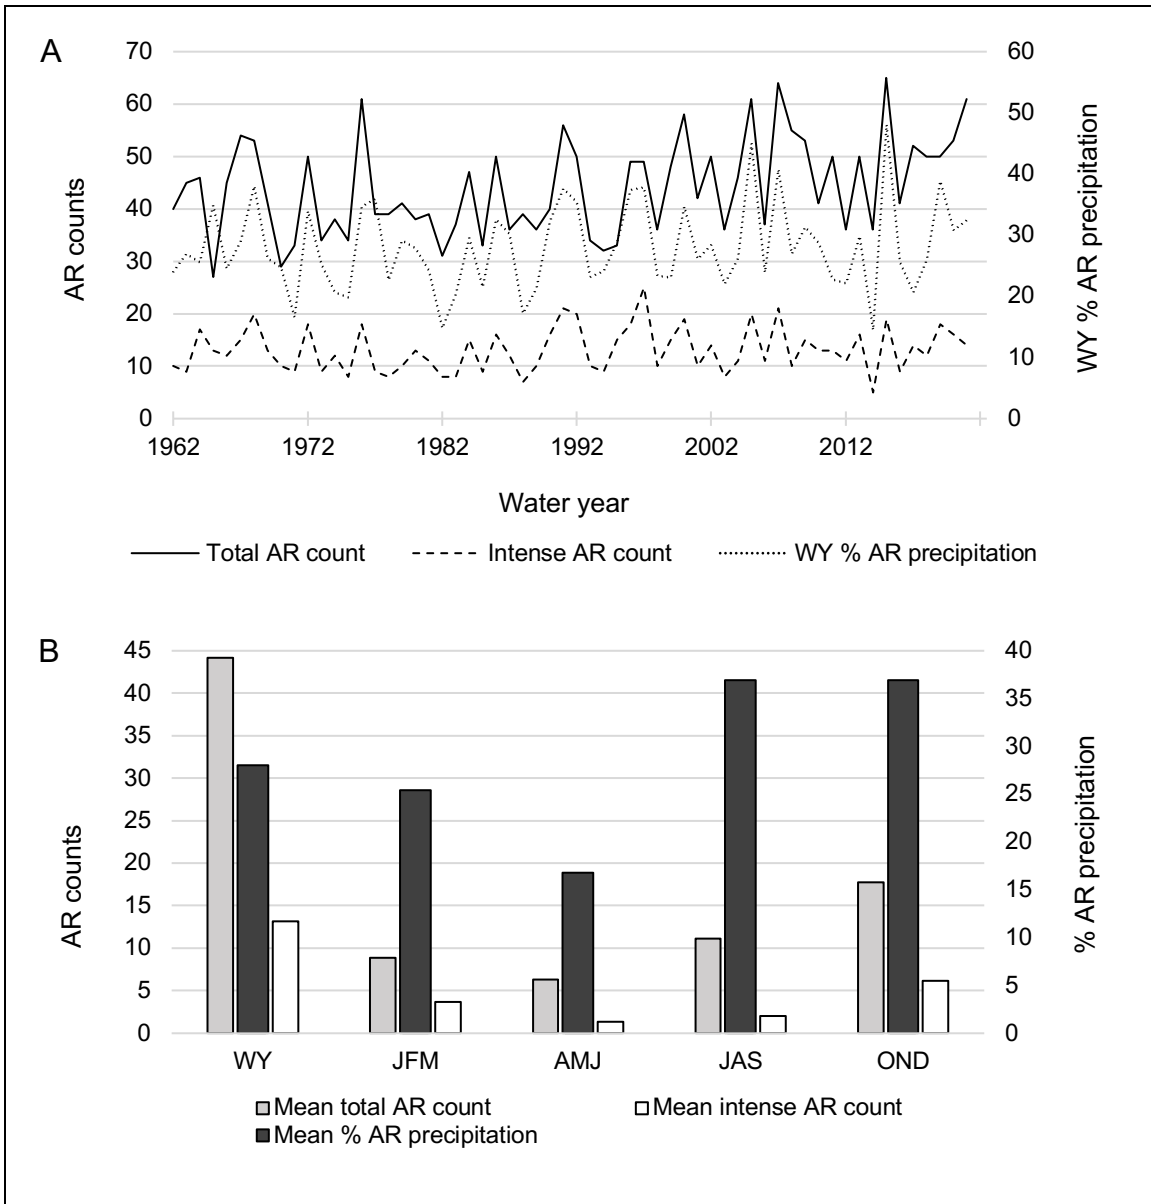 A
70
60
50
40
30
20
10
0
AR counts
60
50
40
30
20
10
0
WY % AR precipitation
1962 1972 1982 1992 2002 2012
Water year
Total AR count Intense AR count WY % AR precipitation
B
45
40
35
30
25
20
15
10
5
0
AR counts
40
35
30
25
20
15
10
5
0
% AR precipitation
WY JFM AMJ JAS OND
Mean total AR count Mean intense AR count
Mean % AR precipitation